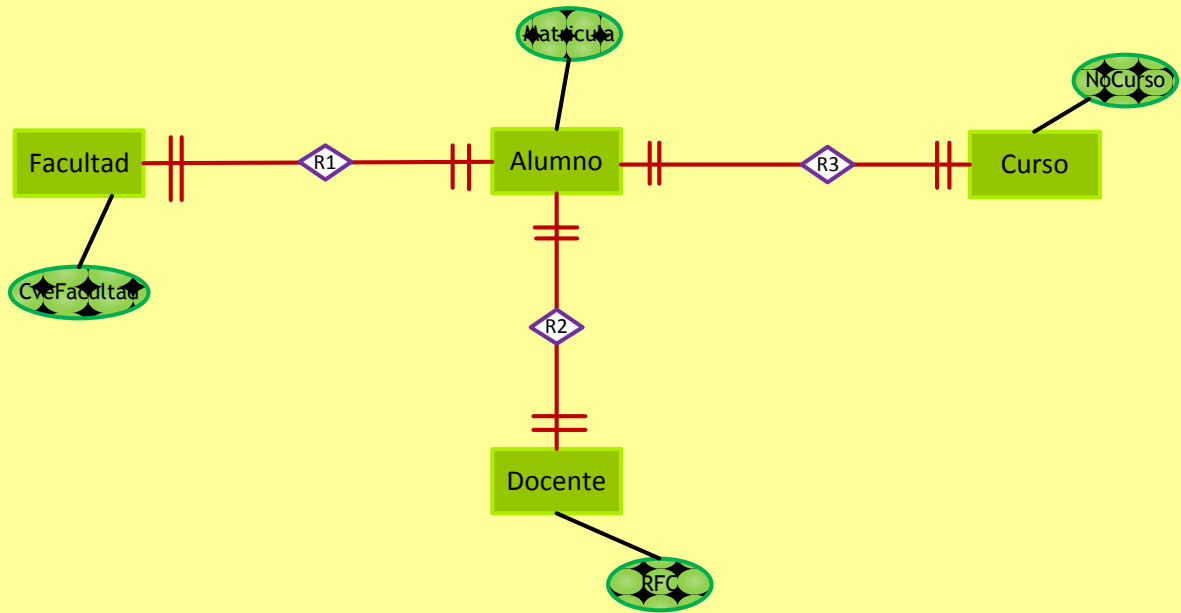 Matricula
NoCurso
Facultad
R1
Alumno
R3
Curso
CveFacultad
R2
Docente
RFC